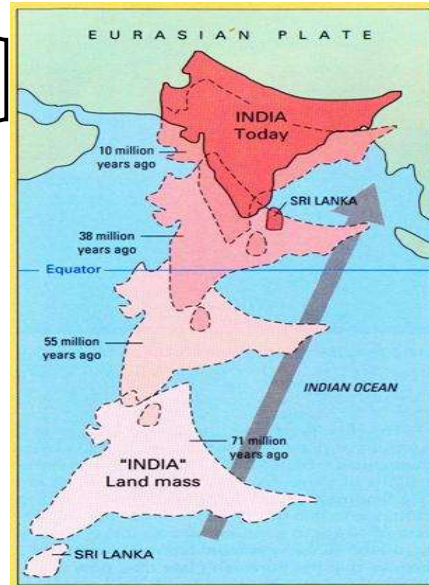 EURASIAN PLATE
INDIA
Today
10 million
years ago
SRI LANKA
38 million
years ago
Equator
55 million
years ago
INDIAN OCEAN
71 million
years ago
"INDIA"
Land mass
SRI LANKA